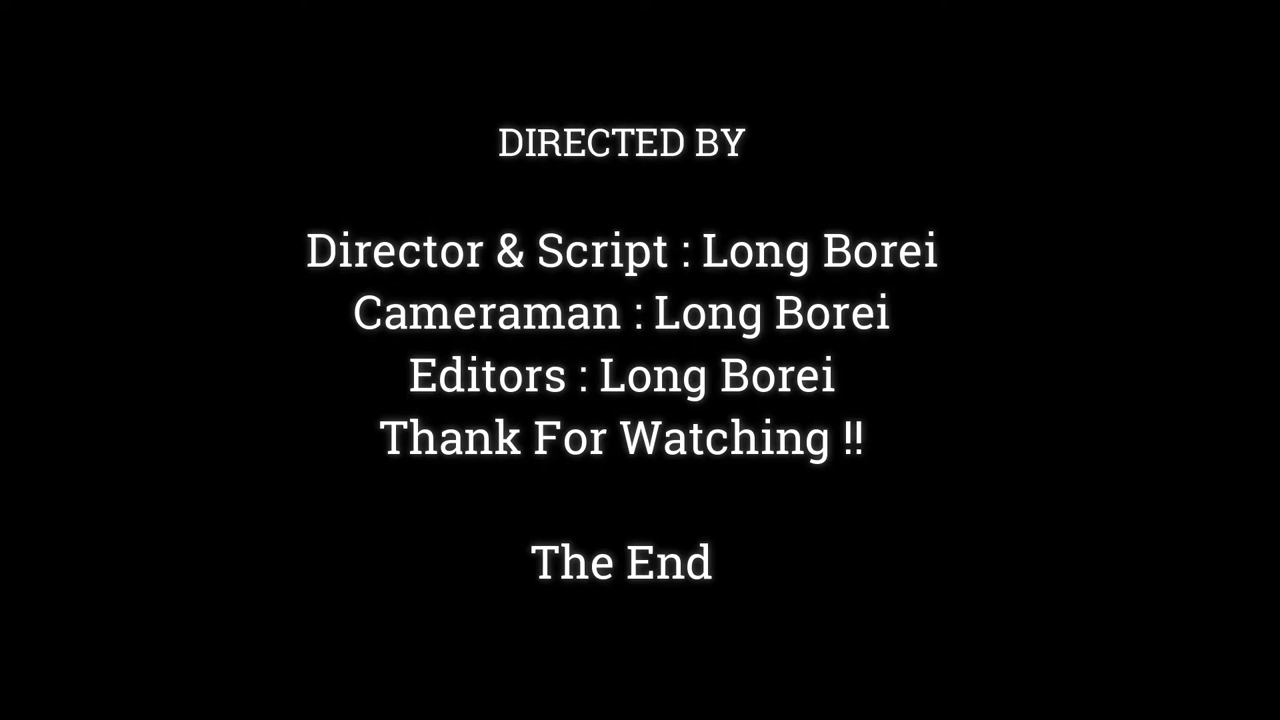 DIRECTED BY
Director & Script : Long Borei
Cameraman : Long Borei
Editors : Long Borei
Thank For Watching !!
The End